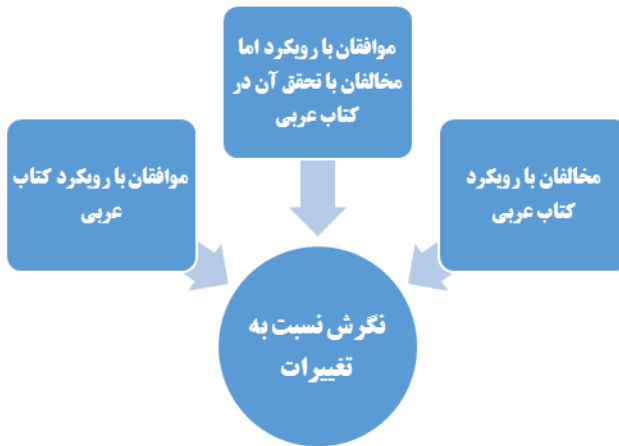 موافقان با رویکرد اما
مخالفان با تحقق آن در
کتاب عربی
مخالفان با رویکرد
کتاب عربی
موافقان با رویکرد کتاب
عربی
نگرش نسبت به
تغییرات